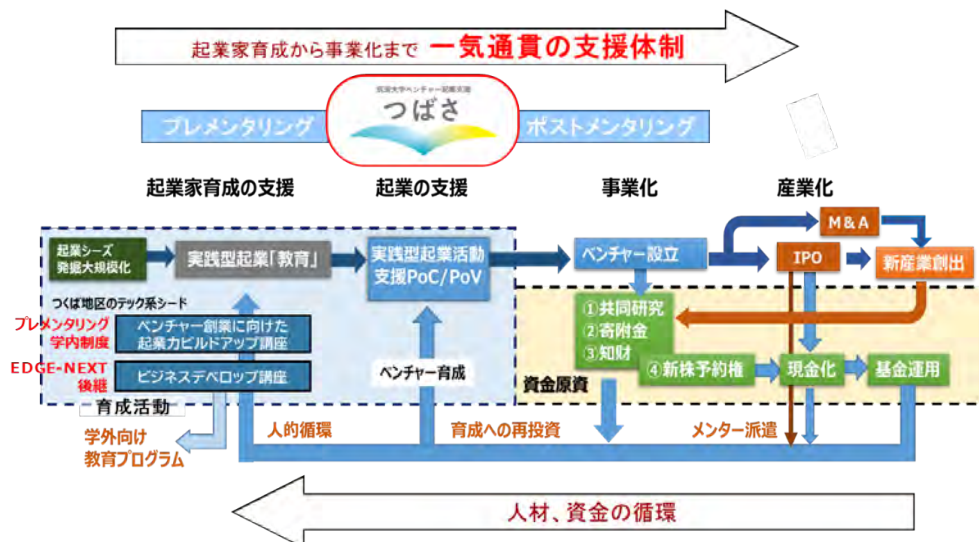 起業家育成から事業化まで 一気通貫の支援体制
筑波大学ベンチャー起業支援
つばさ
プレメンタリング
ポストメンタリング
起業家育成の支援
起業の支援
事業化
産業化
起業シーズ
発掘大規模化
実践型起業「教育」
実践型起業活動
支援PoC/PoV
ベンチャー設立
M&A
IPO
新産業創出
つくば地区のテック系シード
プレメンタリング
学内制度
ベンチャー創業に向けた
起業力ビルドアップ講座
EDGE-NEXT
後継
ビジネスデベロップ講座
育成活動
学外向け
教育プログラム
ベンチャー育成
①共同研究
②寄附金
③知財
④新株予約権
現金化
基金運用
資金原資
人的循環
育成への再投資
メンター派遣
人材、資金の循環